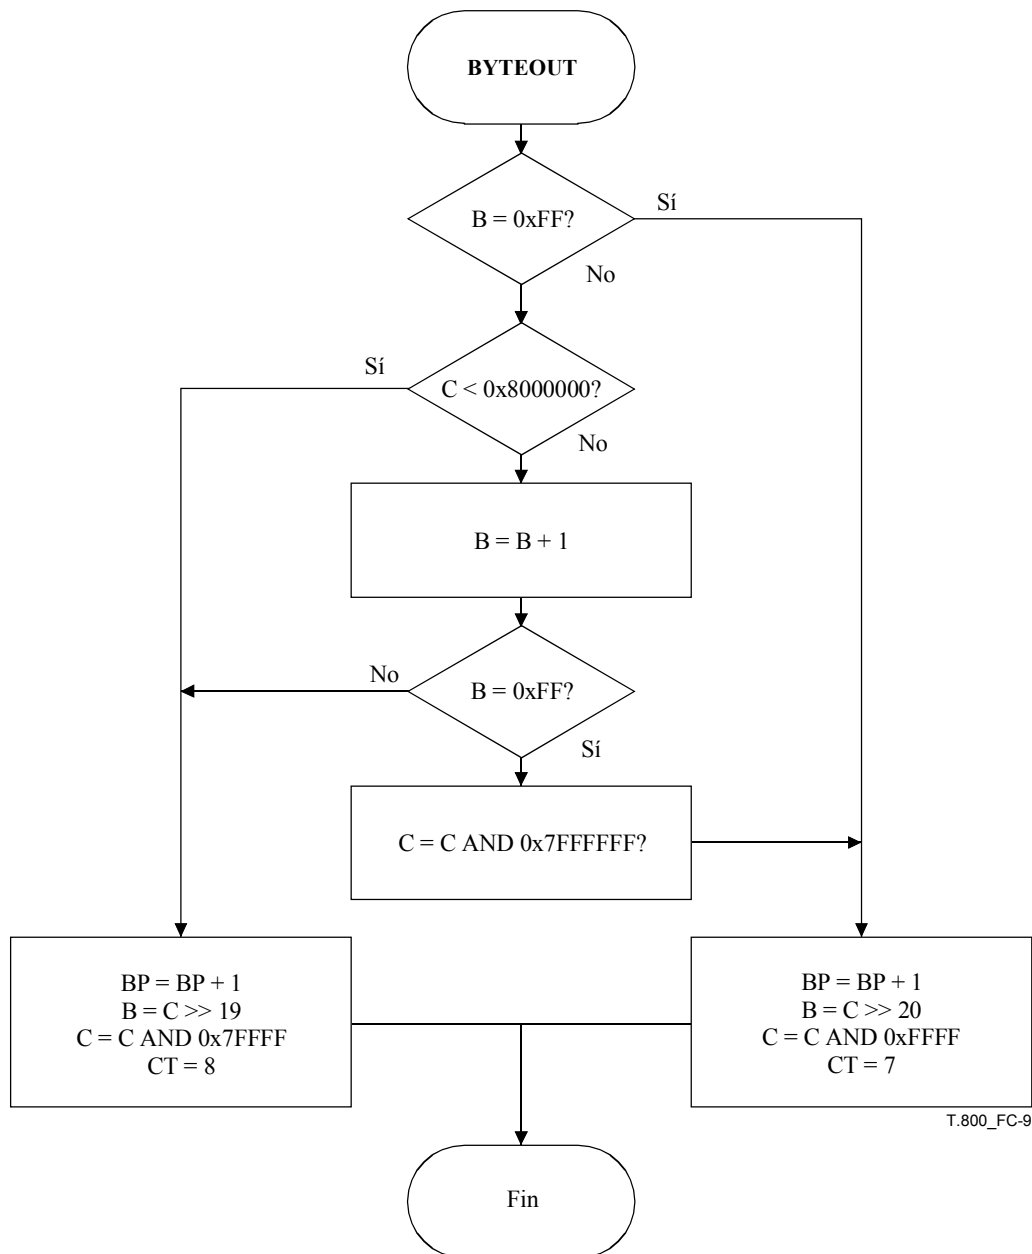 BYTEOUT
B = 0xFF?
Sí
No
Sí
C < 0x8000000?
No
B = B + 1
No
B = 0xFF?
Sí
C = C AND 0x7FFFFFF?
BP = BP + 1
B = C >> 19
C = C AND 0x7FFFF
CT = 8
BP = BP + 1
B = C >> 20
C = C AND 0xFFFF
CT = 7
T.800_FC-9
Fin